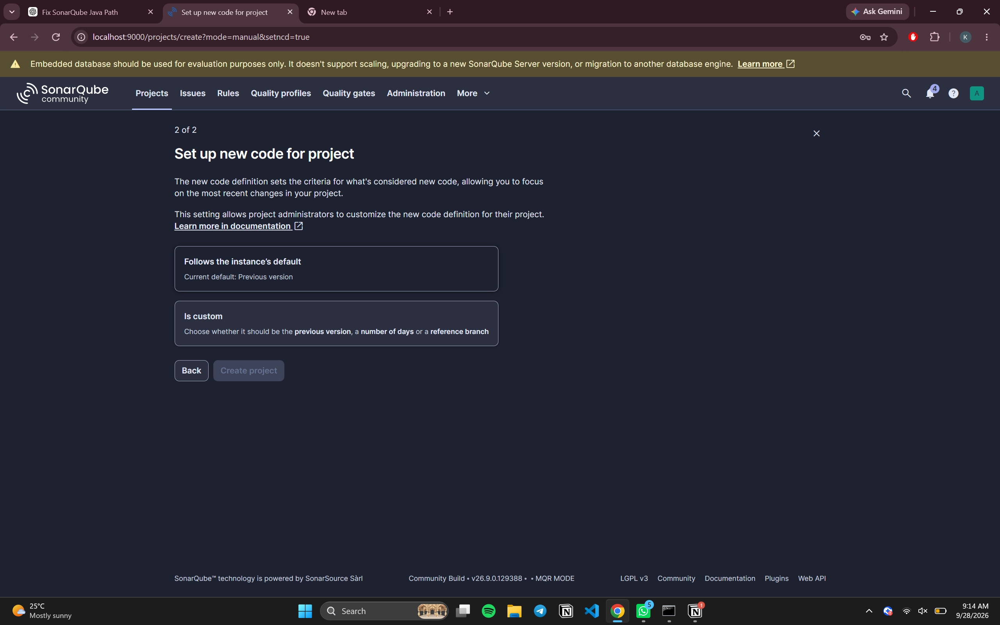 Fix SonarQube Java Path
Set up new code for project
New tab
Ask Gemini
localhost:9000/projects/create?mode=manual&setncd=true
K
Embedded database should be used for evaluation purposes only. It doesn't support scaling, upgrading to a new SonarQube Server version, or migration to another database engine. Learn more
SonarQube
community
Projects
Issues
Rules
Quality profiles
Quality gates
Administration
More
4
?
A
2 of 2
Set up new code for project
The new code definition sets the criteria for what's considered new code, allowing you to focus
on the most recent changes in your project.
This setting allows project administrators to customize the new code definition for their project.
Learn more in documentation
Follows the instance’s default
Current default: Previous version
Is custom
Choose whether it should be the previous version, a number of days or a reference branch
Back
Create project
SonarQube™ technology is powered by SonarSource Sàrl
Community Build • v26.9.0.129388 • • MQR MODE
LGPL v3
Community
Documentation
Plugins
Web API
25°C
Mostly sunny
Search
5
1
9:14 AM
9/28/2026